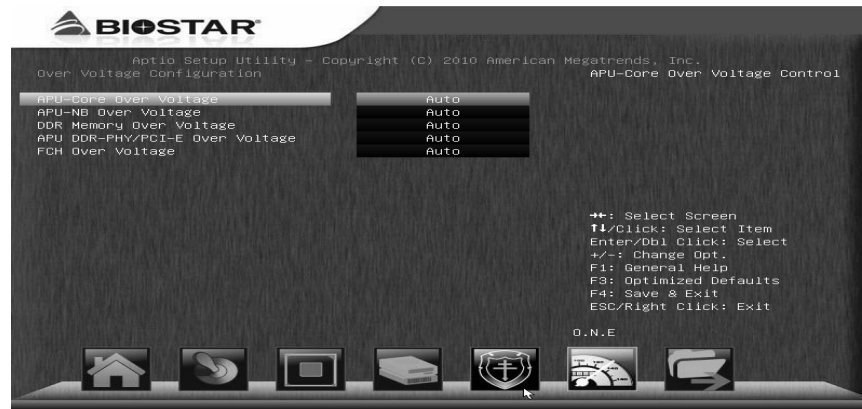 BIOSTAR
Aptio Setup Utility - Copyright (C) 2010 American Megatrends, Inc.
Over Voltage Configuration
APU-Core Over Voltage Control
APU-Core Over Voltage Auto
APU-NB Over Voltage Auto
DDR Memory Over Voltage Auto
APU DDR-PHY/PCI-E Over Voltage Auto
FCH Over Voltage Auto
→←: Select Screen
↑↓/Click: Select Item
Enter/Dbl Click: Select
+/-: Change Opt.
F1: General Help
F3: Optimized Defaults
F4: Save & Exit
ESC/Right Click: Exit
O.N.E